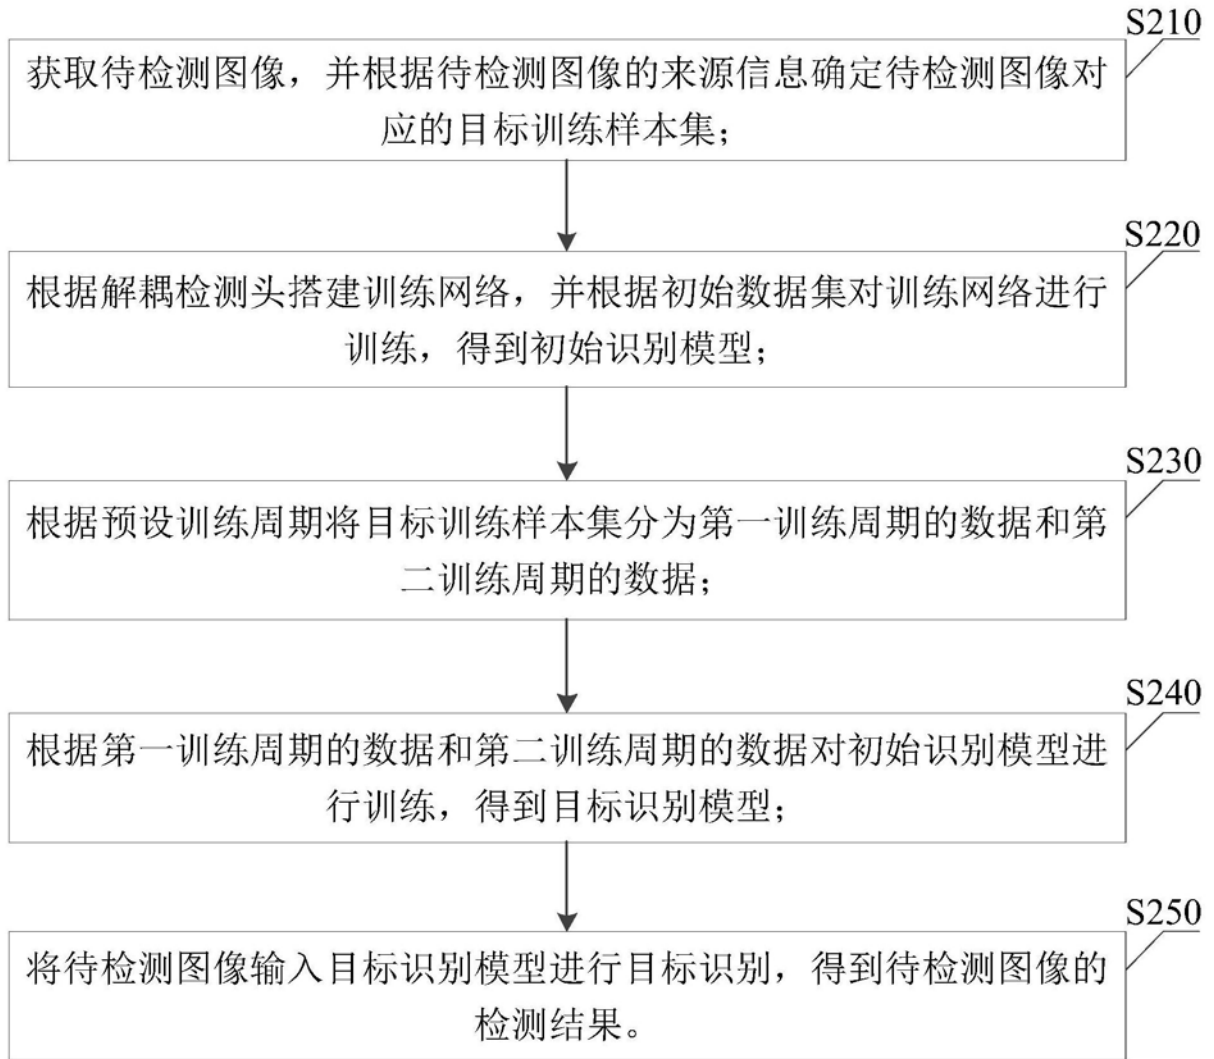 S210
获取待检测图像，并根据待检测图像的来源信息确定待检测图像对
应的目标训练样本集；
S220
根据解耦检测头搭建训练网络，并根据初始数据集对训练网络进行
训练，得到初始识别模型；
S230
根据预设训练周期将目标训练样本集分为第一训练周期的数据和第
二训练周期的数据；
S240
根据第一训练周期的数据和第二训练周期的数据对初始识别模型进
行训练，得到目标识别模型；
S250
将待检测图像输入目标识别模型进行目标识别，得到待检测图像的
检测结果。